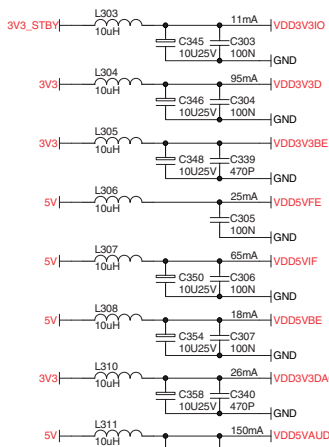 L303
3V3_STBY 11mA VDD3V3IO
10uH
C345 C303
10U25V 100N
GND
L304
3V3 95mA VDD3V3D
10uH
C346 C304
10U25V 100N
GND
L305
3V3 VDD3V3BE
10uH
C348 C339
10U25V 470P
GND
L306
5V 25mA VDD5VFE
10uH
C305
100N
GND
L307
5V 65mA VDD5VIF
10uH
C350 C306
10U25V 100N
GND
L308
5V 18mA VDD5VBE
10uH
C354 C307
10U25V 100N
GND
L310
3V3 26mA VDD3V3DA
10uH
C358 C340
10U25V 470P
GND
L311
5V 150mA VDD5VAUD
10uH